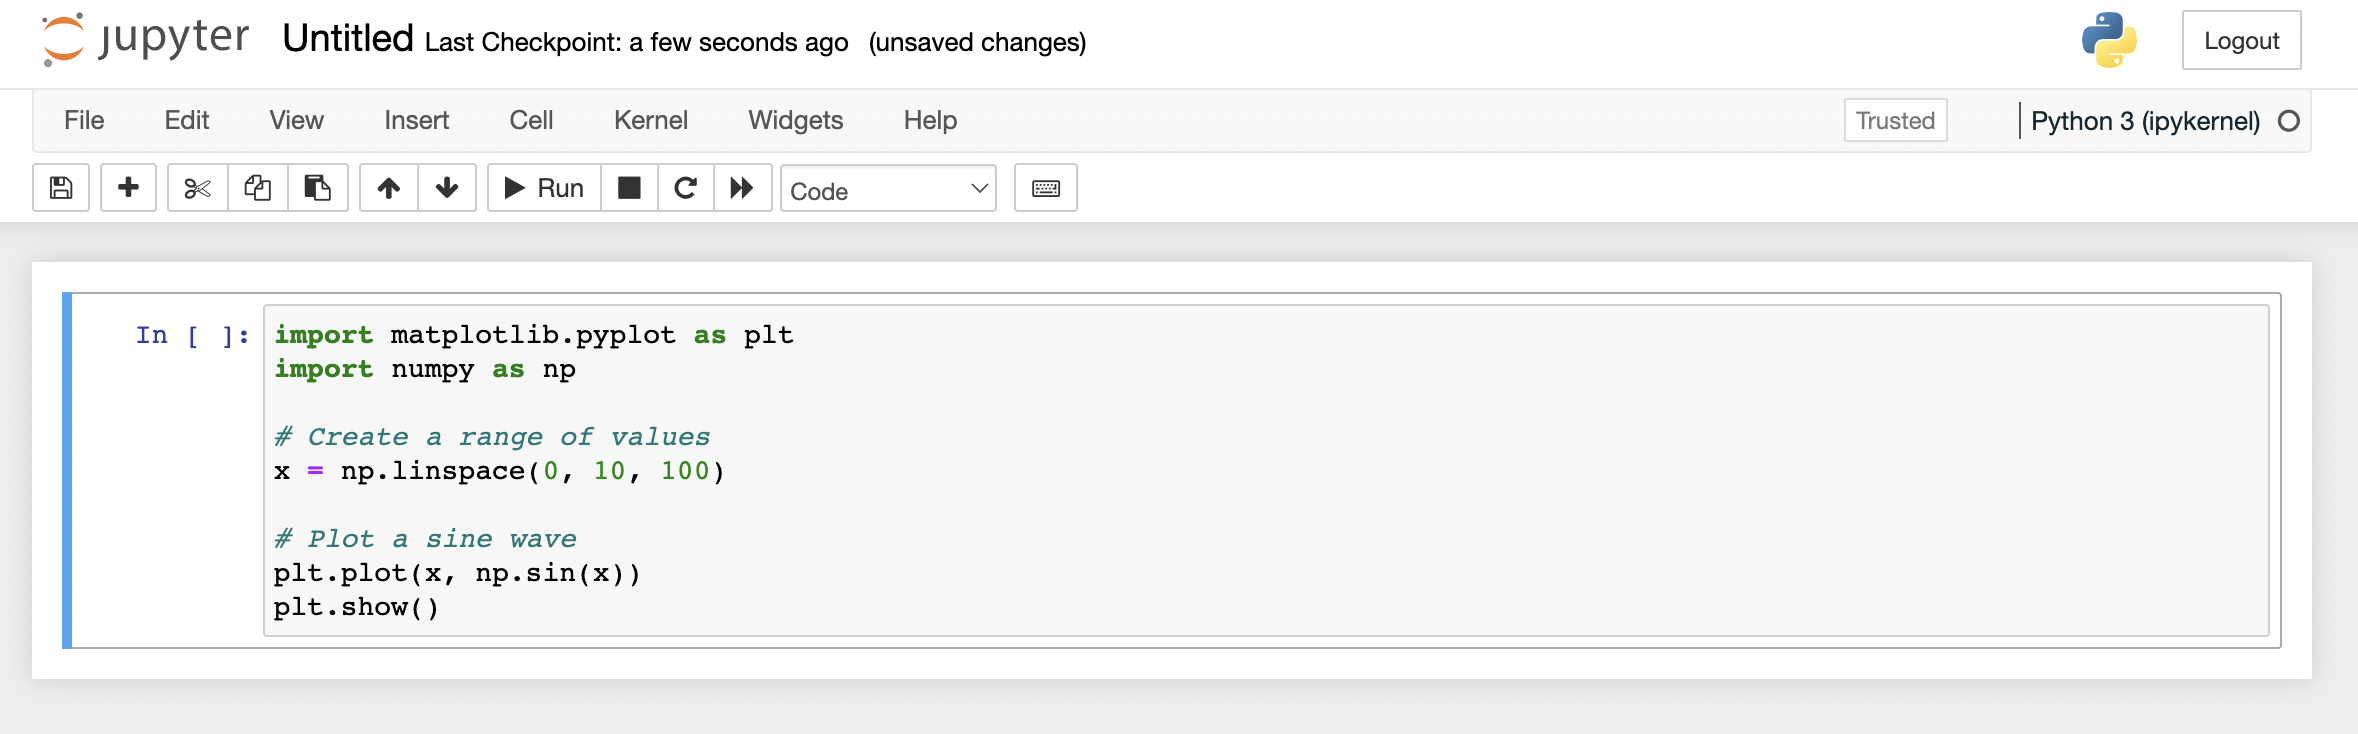 jupyter Untitled Last Checkpoint: a few seconds ago (unsaved changes) Logout
File Edit View Insert Cell Kernel Widgets Help Trusted Python 3 (ipykernel)
Run Code
In [ ]: import matplotlib.pyplot as plt
import numpy as np
# Create a range of values
x = np.linspace(0, 10, 100)
# Plot a sine wave
plt.plot(x, np.sin(x))
plt.show()